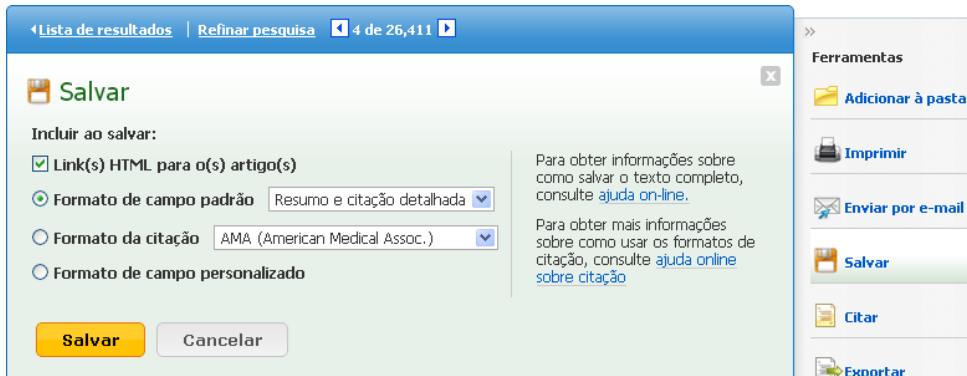 Lista de resultados | Refinar pesquisa 4 de 26,411
Salvar
Incluir ao salvar:
Link(s) HTML para o(s) artigo(s)
Formato de campo padrão Resumo e citação detalhada
Formato da citação AMA (American Medical Assoc.)
Formato de campo personalizado
Salvar Cancelar
Para obter informações sobre
como salvar o texto completo,
consulte ajuda on-line.
Para obter mais informações
sobre como usar os formatos de
citação, consulte ajuda online
sobre citação
»
Ferramentas
Adicionar à pasta
Imprimir
Enviar por e-mail
Salvar
Citar
Exportar